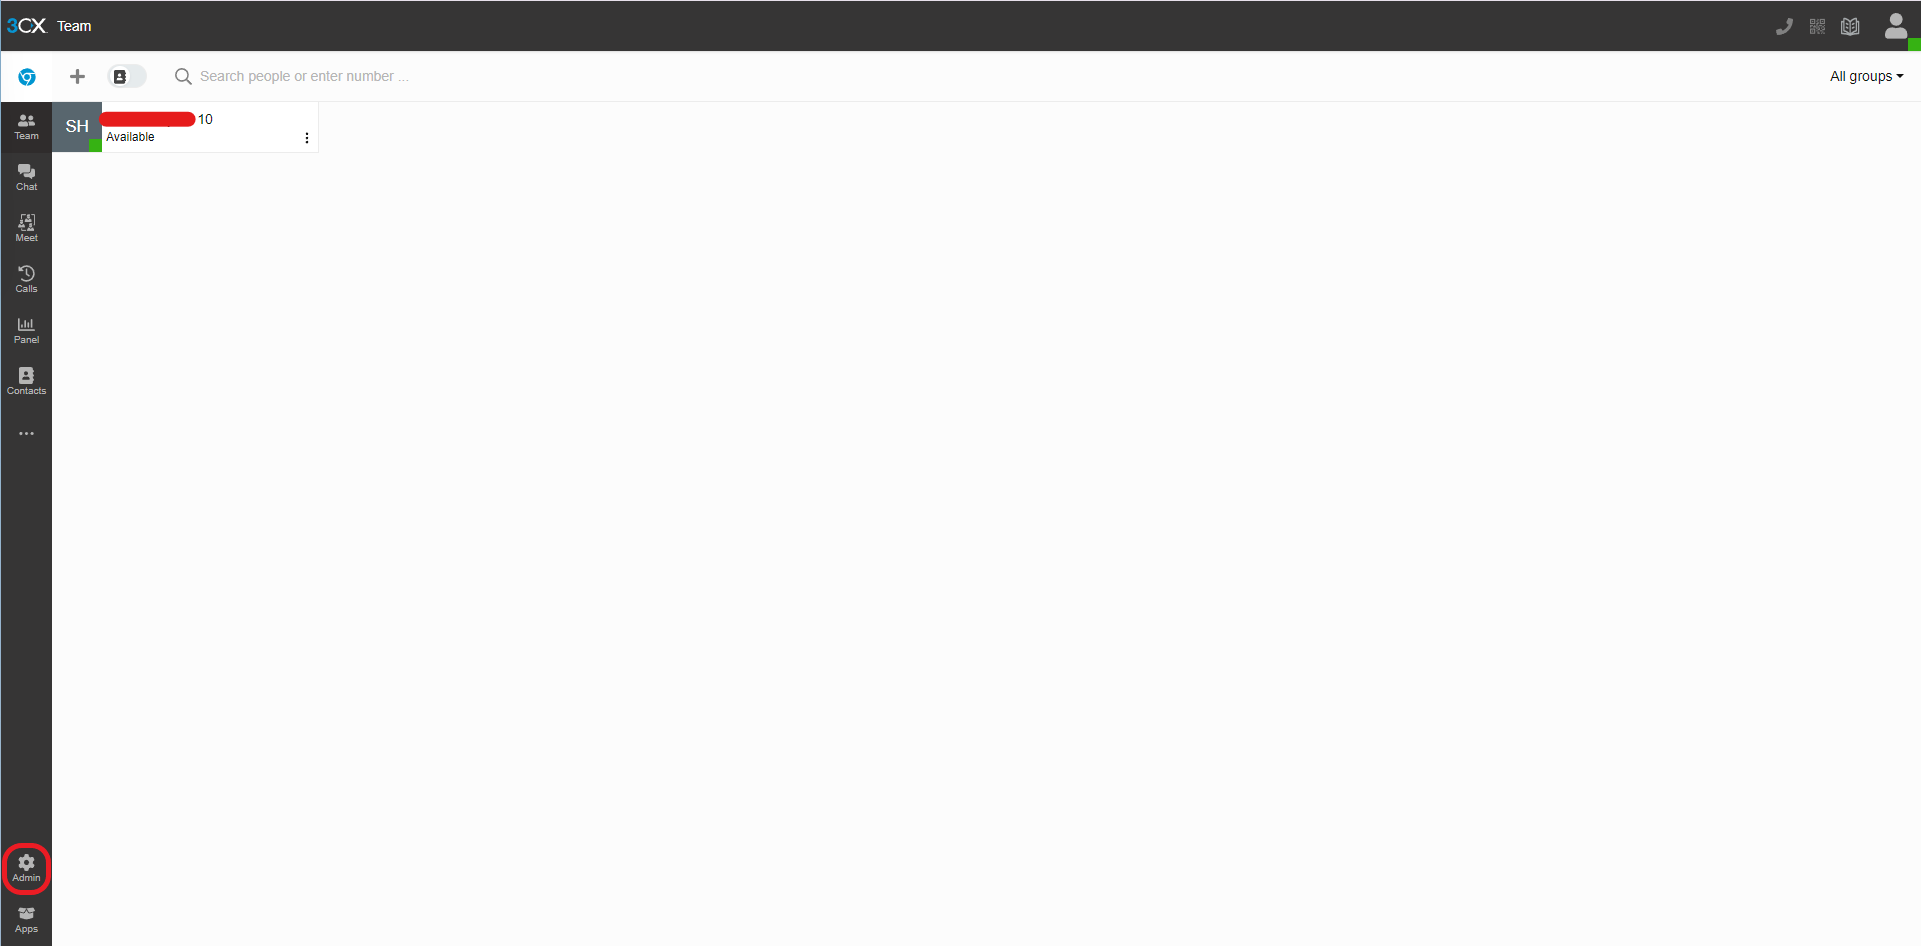 3CX Team
Search people or enter number ...
All groups
Team
SH
10
Available
Chat
Meet
Calls
Panel
Contacts
Admin
Apps